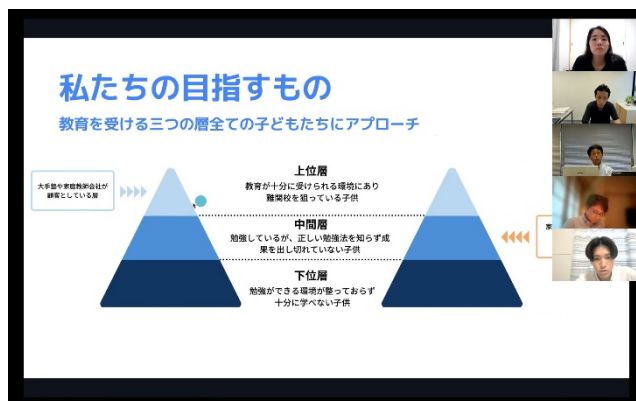 私たちの目指すもの
教育を受ける三つの層全ての子どもたちにアプローチ
大手塾や家庭教師会社が
顧客としている層
上位層
教育が十分に受けられる環境にあり
難関校を狙っている子供
中間層
勉強しているが、正しい勉強法を知らず成
果を出し切れていない子供
下位層
勉強ができる環境が整っておらず
十分に学べない子供